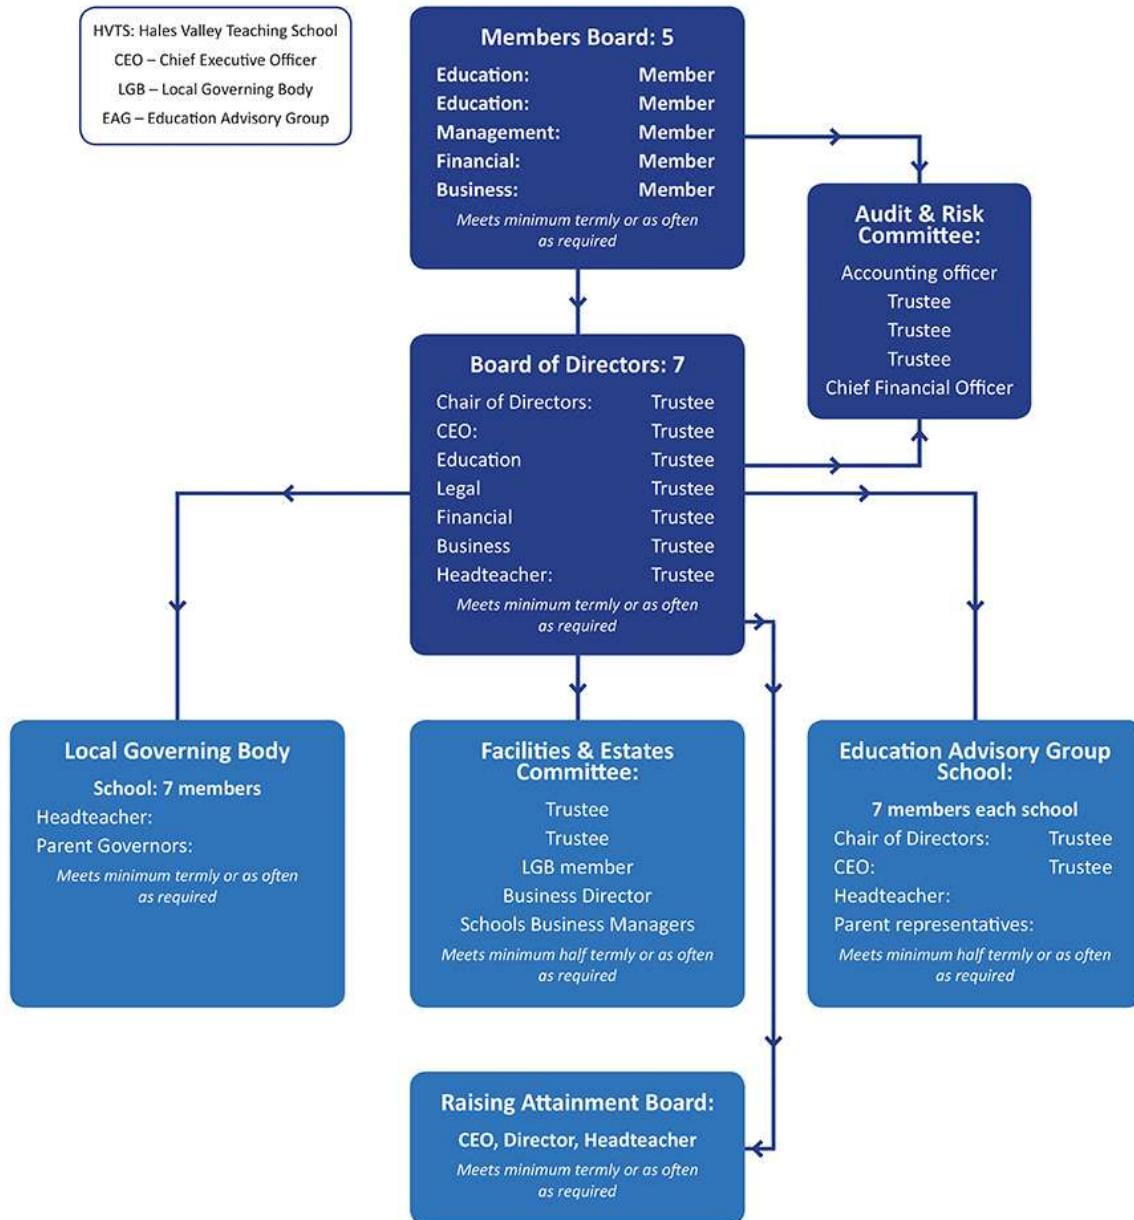 HVTS: Hales Valley Teaching School
CEO – Chief Executive Officer
LGB – Local Governing Body
EAG – Education Advisory Group
Members Board: 5
Education: Member
Education: Member
Management: Member
Financial: Member
Business: Member
Meets minimum termly or as often
as required
Audit & Risk
Committee:
Accounting officer
Trustee
Trustee
Trustee
Chief Financial Officer
Board of Directors: 7
Chair of Directors: Trustee
CEO: Trustee
Education Trustee
Legal Trustee
Financial Trustee
Business Trustee
Headteacher: Trustee
Meets minimum termly or as often
as required
Local Governing Body
School: 7 members
Headteacher:
Parent Governors:
Meets minimum termly or as often
as required
Facilities & Estates
Committee:
Trustee
Trustee
LGB member
Business Director
Schools Business Managers
Meets minimum half termly or as often
as required
Education Advisory Group
School:
7 members each school
Chair of Directors: Trustee
CEO: Trustee
Headteacher:
Parent representatives:
Meets minimum half termly or as often
as required
Raising Attainment Board:
CEO, Director, Headteacher
Meets minimum termly or as often
as required